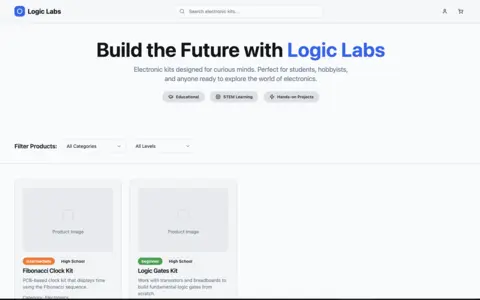 Logic Labs
Search electronic kits...
Build the Future with Logic Labs
Electronic kits designed for curious minds. Perfect for students, hobbyists,
and anyone ready to explore the world of electronics.
Educational
STEM Learning
Hands-on Projects
Filter Products:
All Categories
All Levels
Product Image
Product Image
Intermediate
High School
Beginner
High School
Fibonacci Clock Kit
Logic Gates Kit
PCB-based clock kit that displays time
using the Fibonacci sequence.
Work with transistors and breadboards to
build fundamental logic gates from
scratch.
Category: Electronics